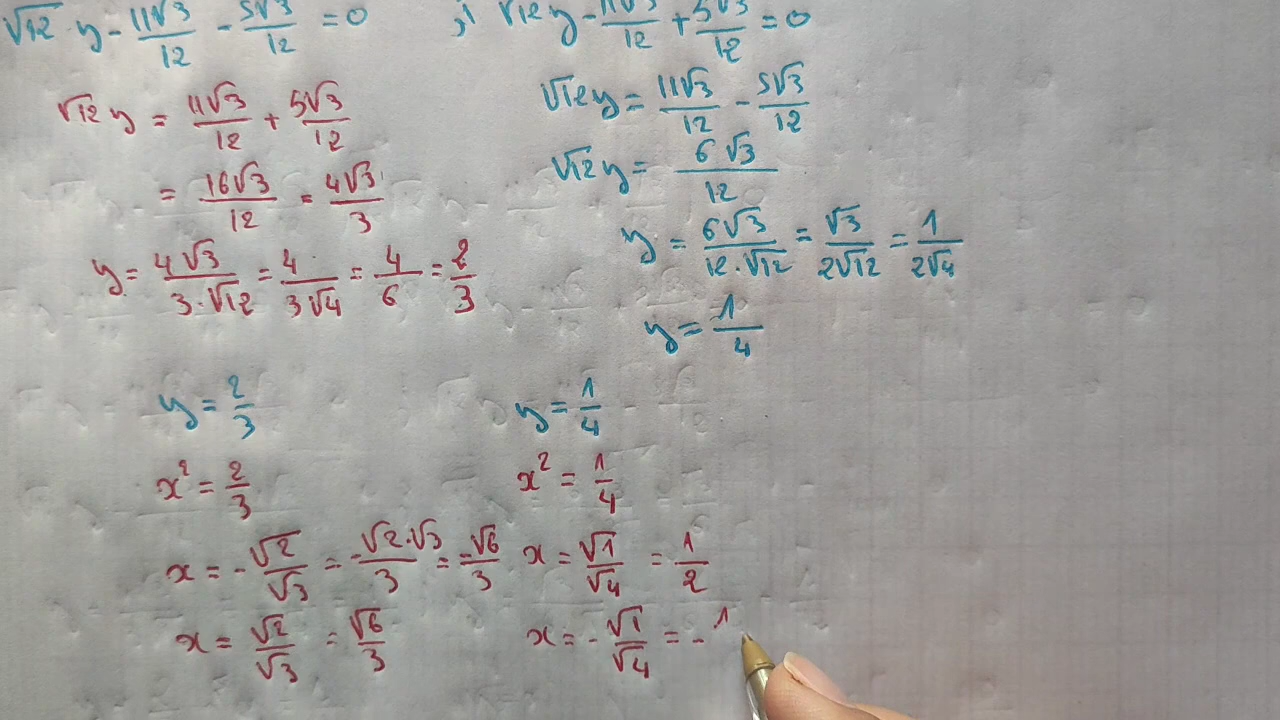 √12 y - 11√3/12 - 5√3/12 = 0 ; √12 y - 11√3/12 + 5√3/12 = 0
√12 y = 11√3/12 + 5√3/12
= 16√3/12 = 4√3/3
y = 4√3/3·√12 = 4/3√4 = 4/6 = 2/3
√12 y = 11√3/12 - 5√3/12
√12 y = 6√3/12
y = 6√3/12·√12 = √3/2√12 = 1/2√4
y = 1/4
y = 2/3 y = 1/4
x² = 2/3 x² = 1/4
x = -√2/√3 = -√2·√3/3 = -√6/3 x = √1/√4 = 1/2
x = √2/√3 = √6/3 x = -√1/√4 = - 1